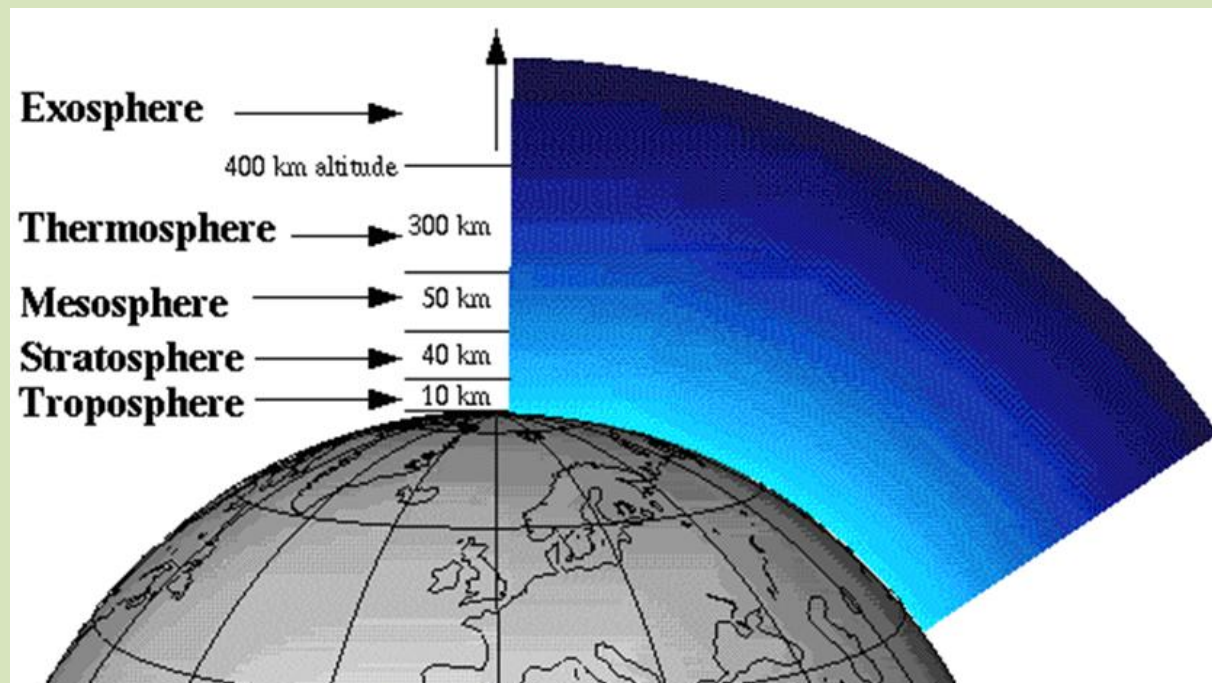 Exosphere
400 km altitude
Thermosphere 300 km
Mesosphere 50 km
Stratosphere 40 km
Troposphere 10 km